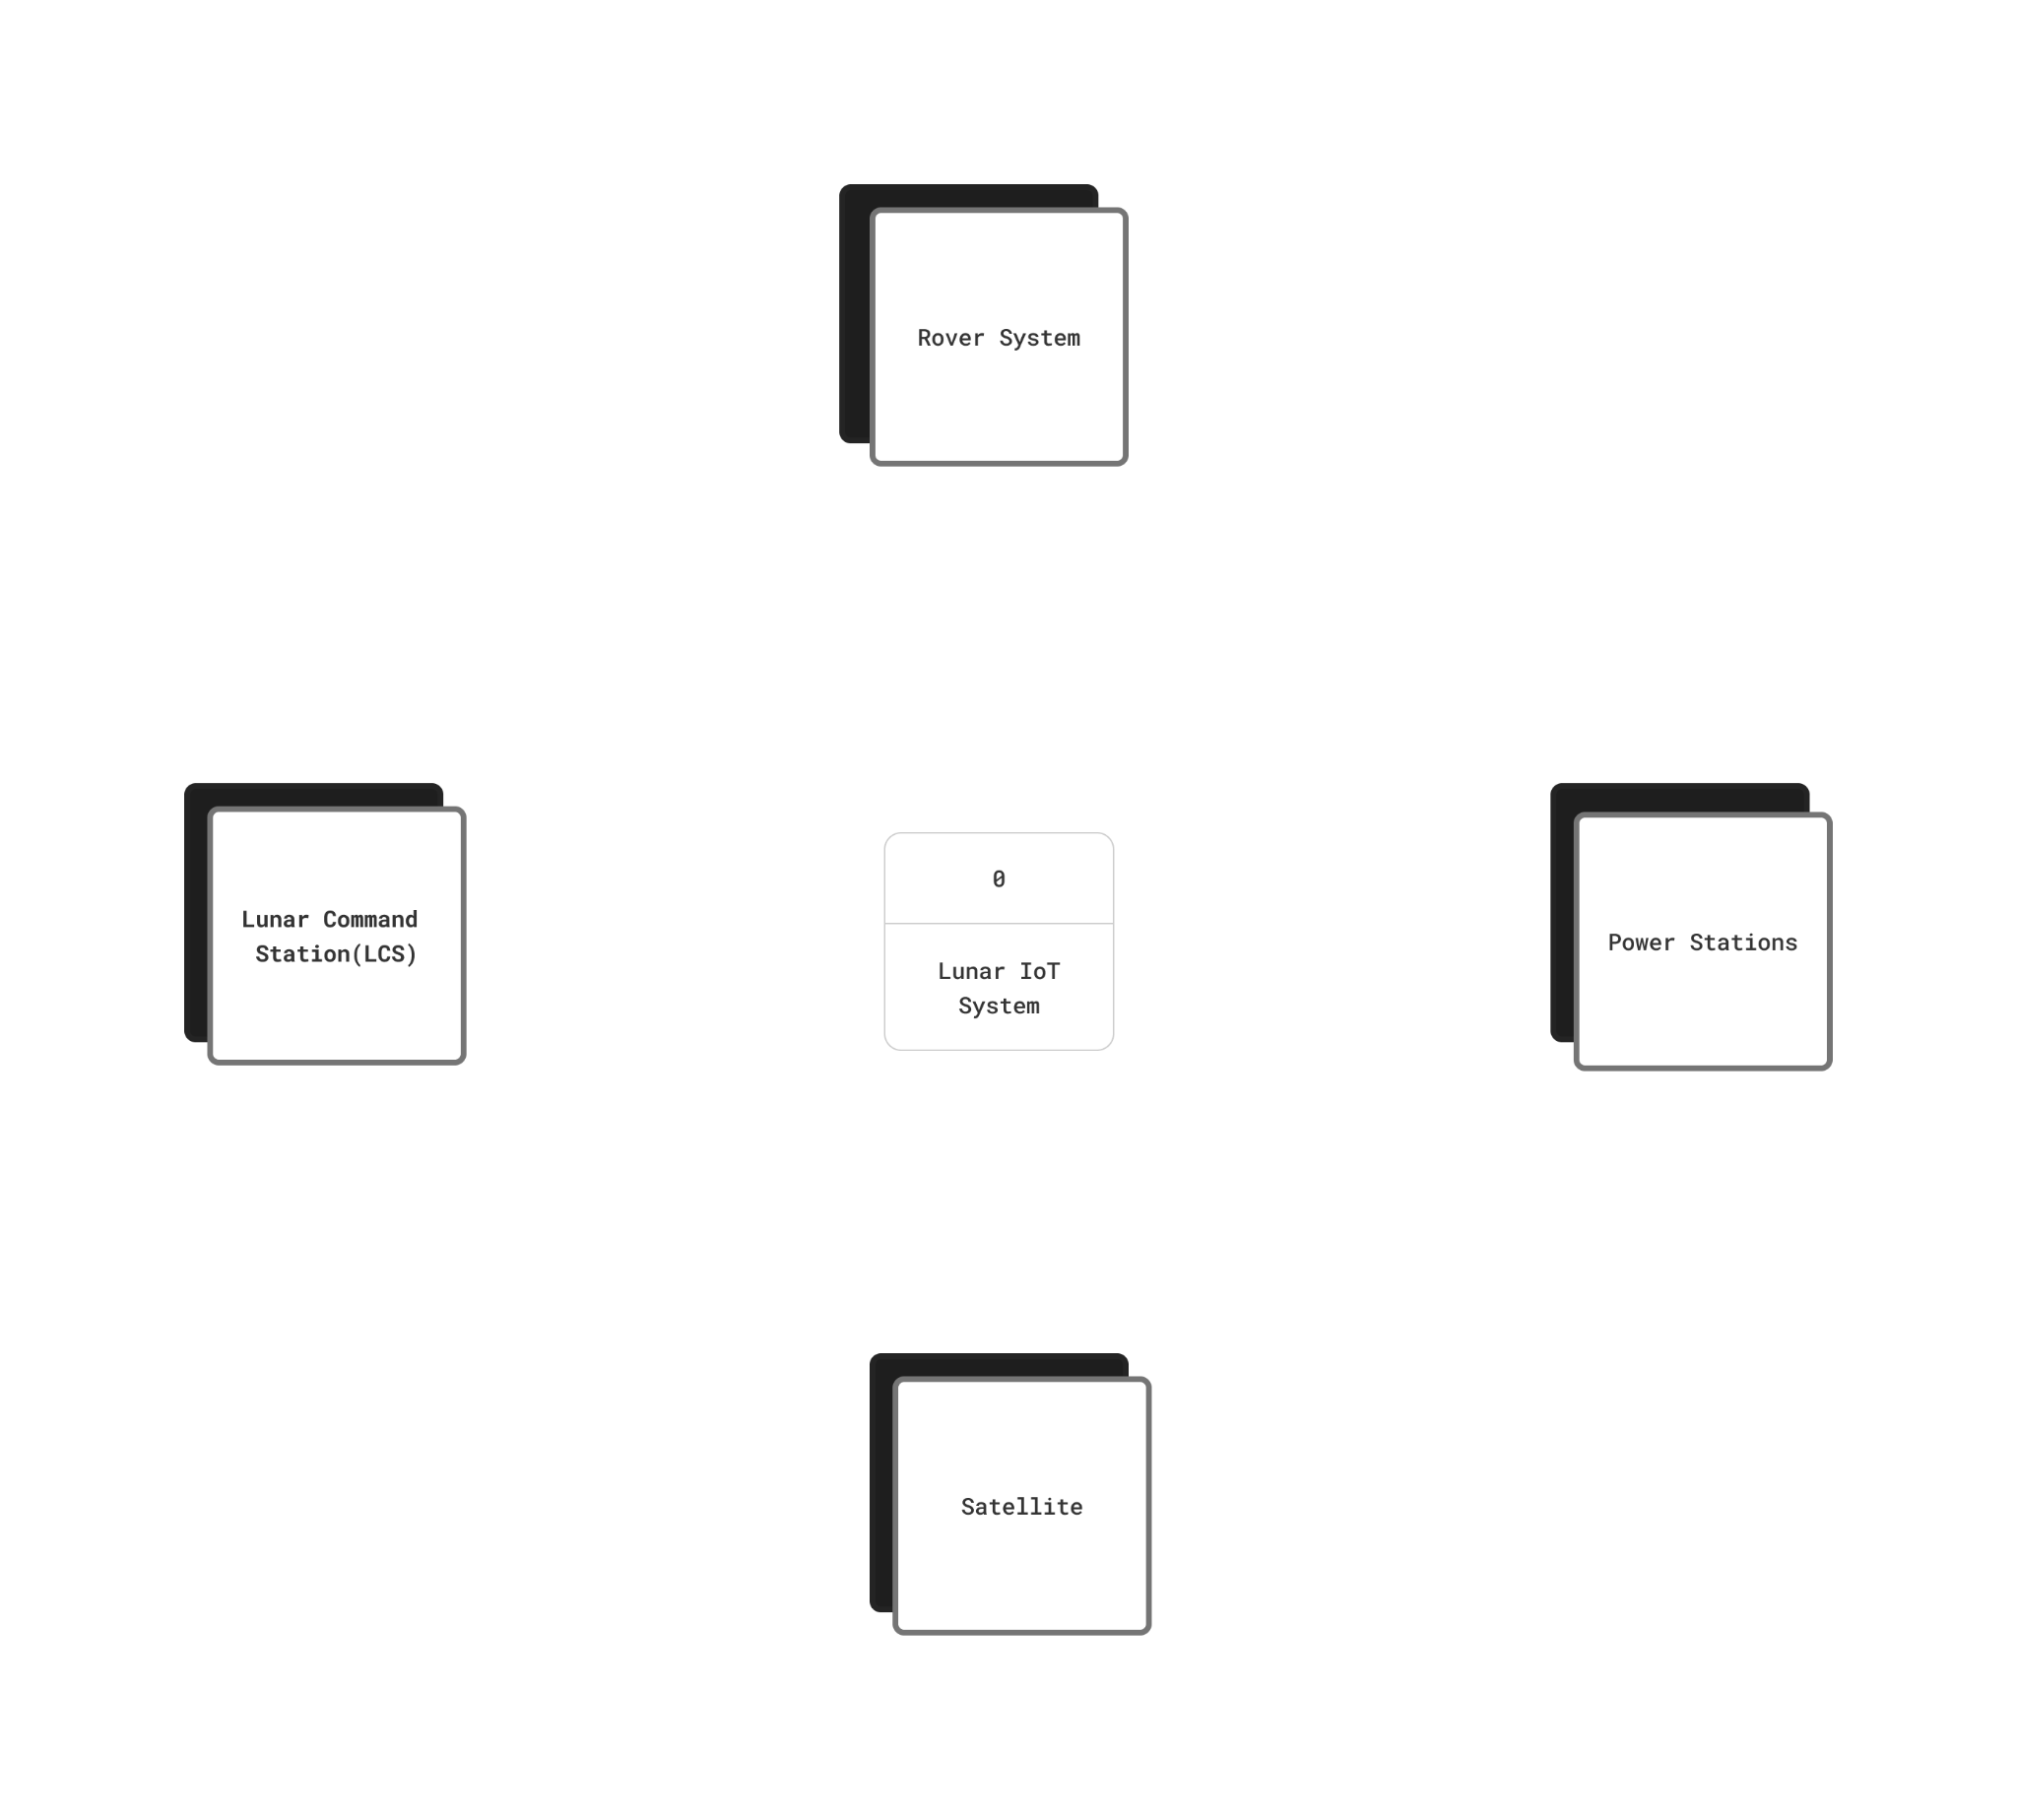 Rover System
Lunar Command
Station(LCS)
0
Lunar IoT
System
Power Stations
Satellite